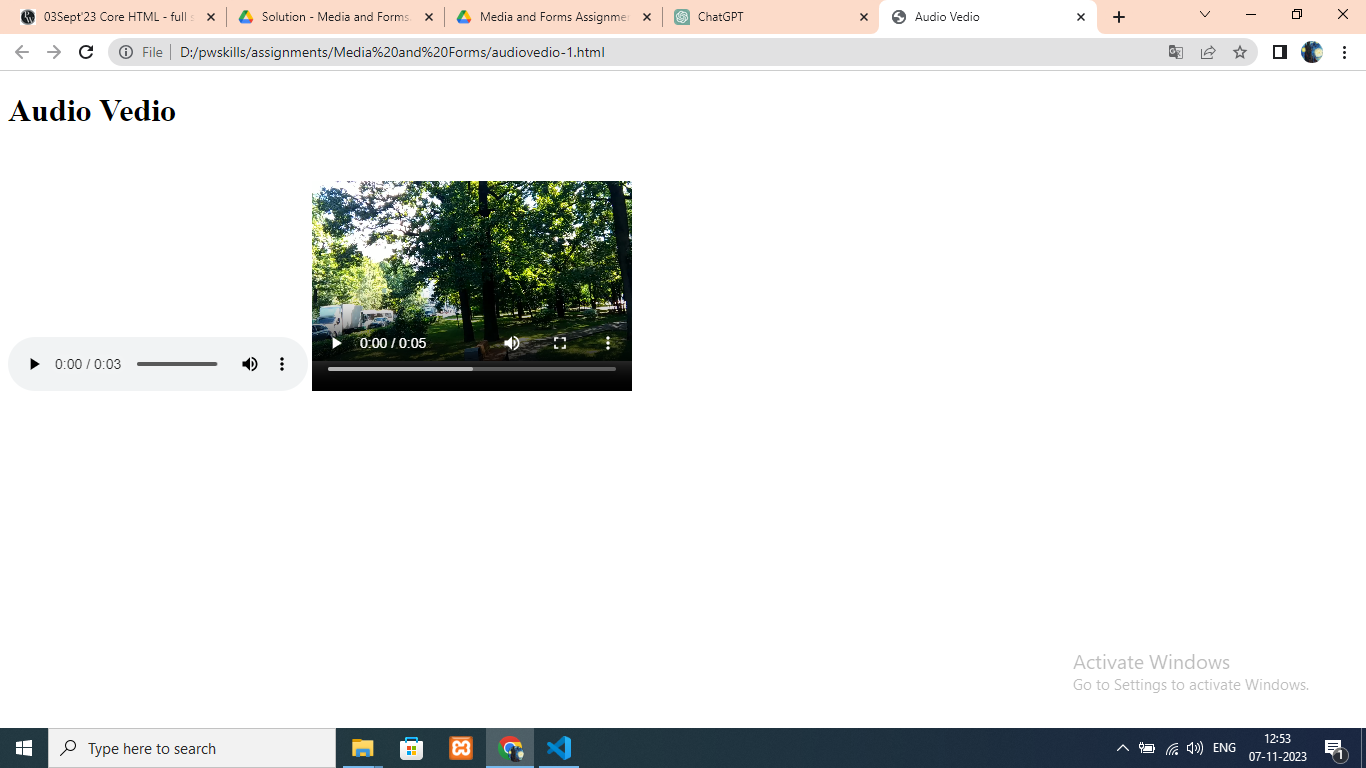 03Sept'23 Core HTML - full s
Solution - Media and Forms.
Media and Forms Assignme
ChatGPT
Audio Vedio
File
D:/pwskills/assignments/Media%20and%20Forms/audiovedio-1.html
Audio Vedio
0:00 / 0:05
0:00 / 0:03
Activate Windows
Go to Settings to activate Windows.
Type here to search
ENG
12:53
07-11-2023
1